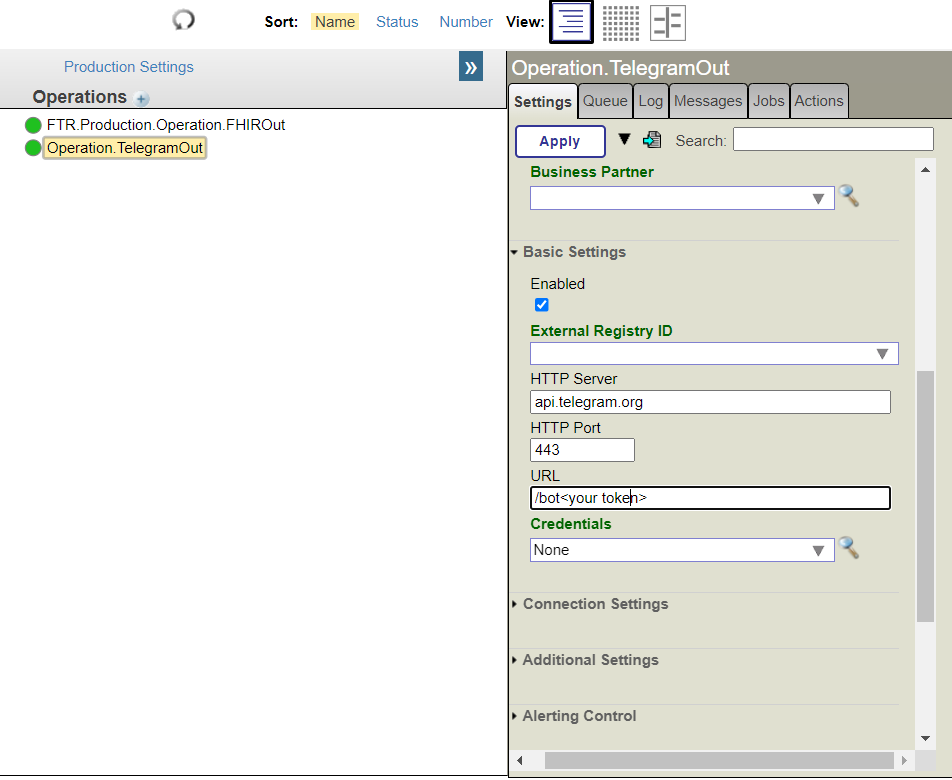 Sort: Name Status Number View:
Production Settings »
Operations
FTR.Production.Operation.FHIROut
Operation.TelegramOut
Operation.TelegramOut
Settings Queue Log Messages Jobs Actions
Apply Search:
Business Partner
Basic Settings
Enabled
External Registry ID
HTTP Server
api.telegram.org
HTTP Port
443
URL
/bot<your token>
Credentials
None
Connection Settings
Additional Settings
Alerting Control